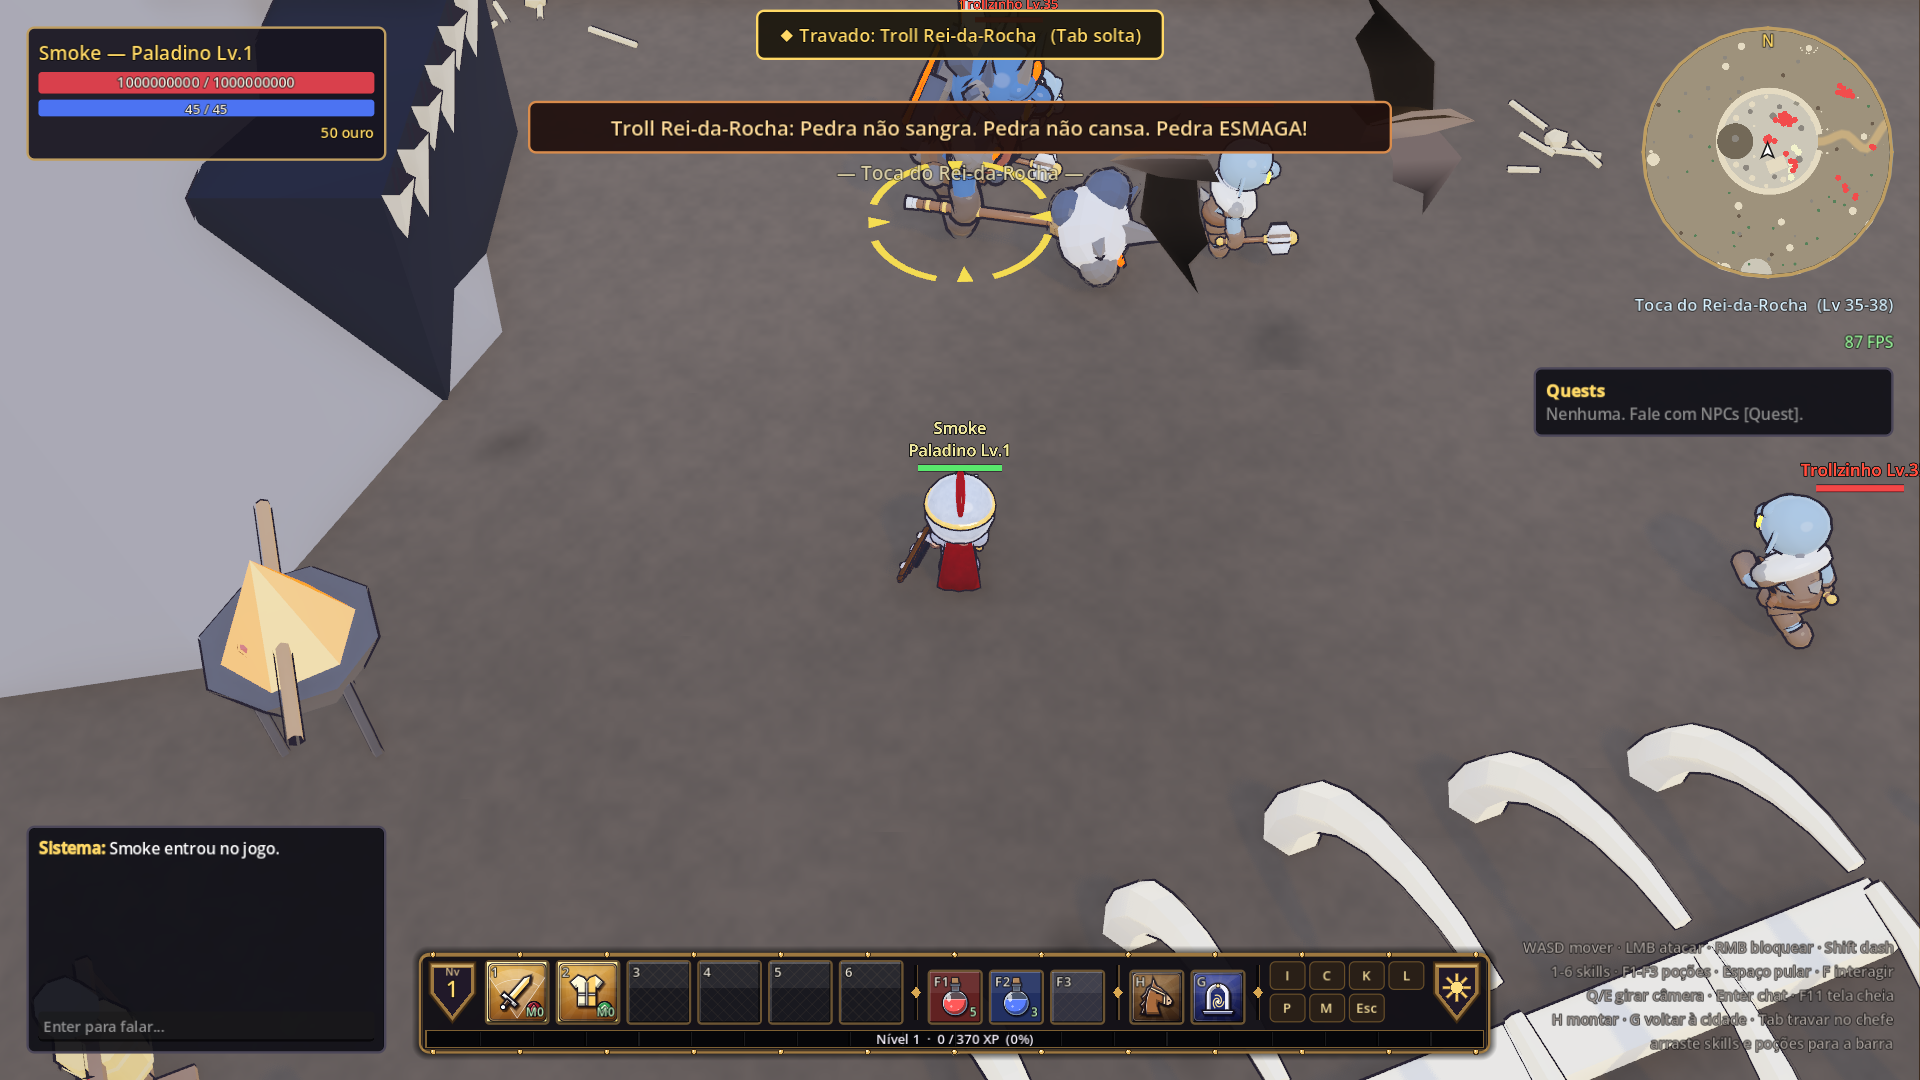 Trollzinho Lv.35
◆ Travado: Troll Rei-da-Rocha (Tab solta)
Smoke — Paladino Lv.1
1000000000 / 1000000000
45 / 45
50 ouro
Troll Rei-da-Rocha: Pedra não sangra. Pedra não cansa. Pedra ESMAGA!
— Toca do Rei-da-Rocha —
N
Toca do Rei-da-Rocha (Lv 35-38)
87 FPS
Quests
Nenhuma. Fale com NPCs [Quest].
Smoke
Paladino Lv.1
Trollzinho Lv.3
Sistema: Smoke entrou no jogo.
Enter para falar...
WASD mover · LMB atacar · RMB bloquear · Shift dash
1-6 skills · F1-F3 poções · Espaço pular · F interagir
Q/E girar câmera · Enter chat · F11 tela cheia
H montar · G voltar à cidade · Tab travar no chefe
arraste skills e poções para a barra
Nv
1
1 M0
2 M0
3
4
5
6
F1 5
F2 3
F3
H
G
I C K L
P M Esc
Nível 1 · 0 / 370 XP (0%)